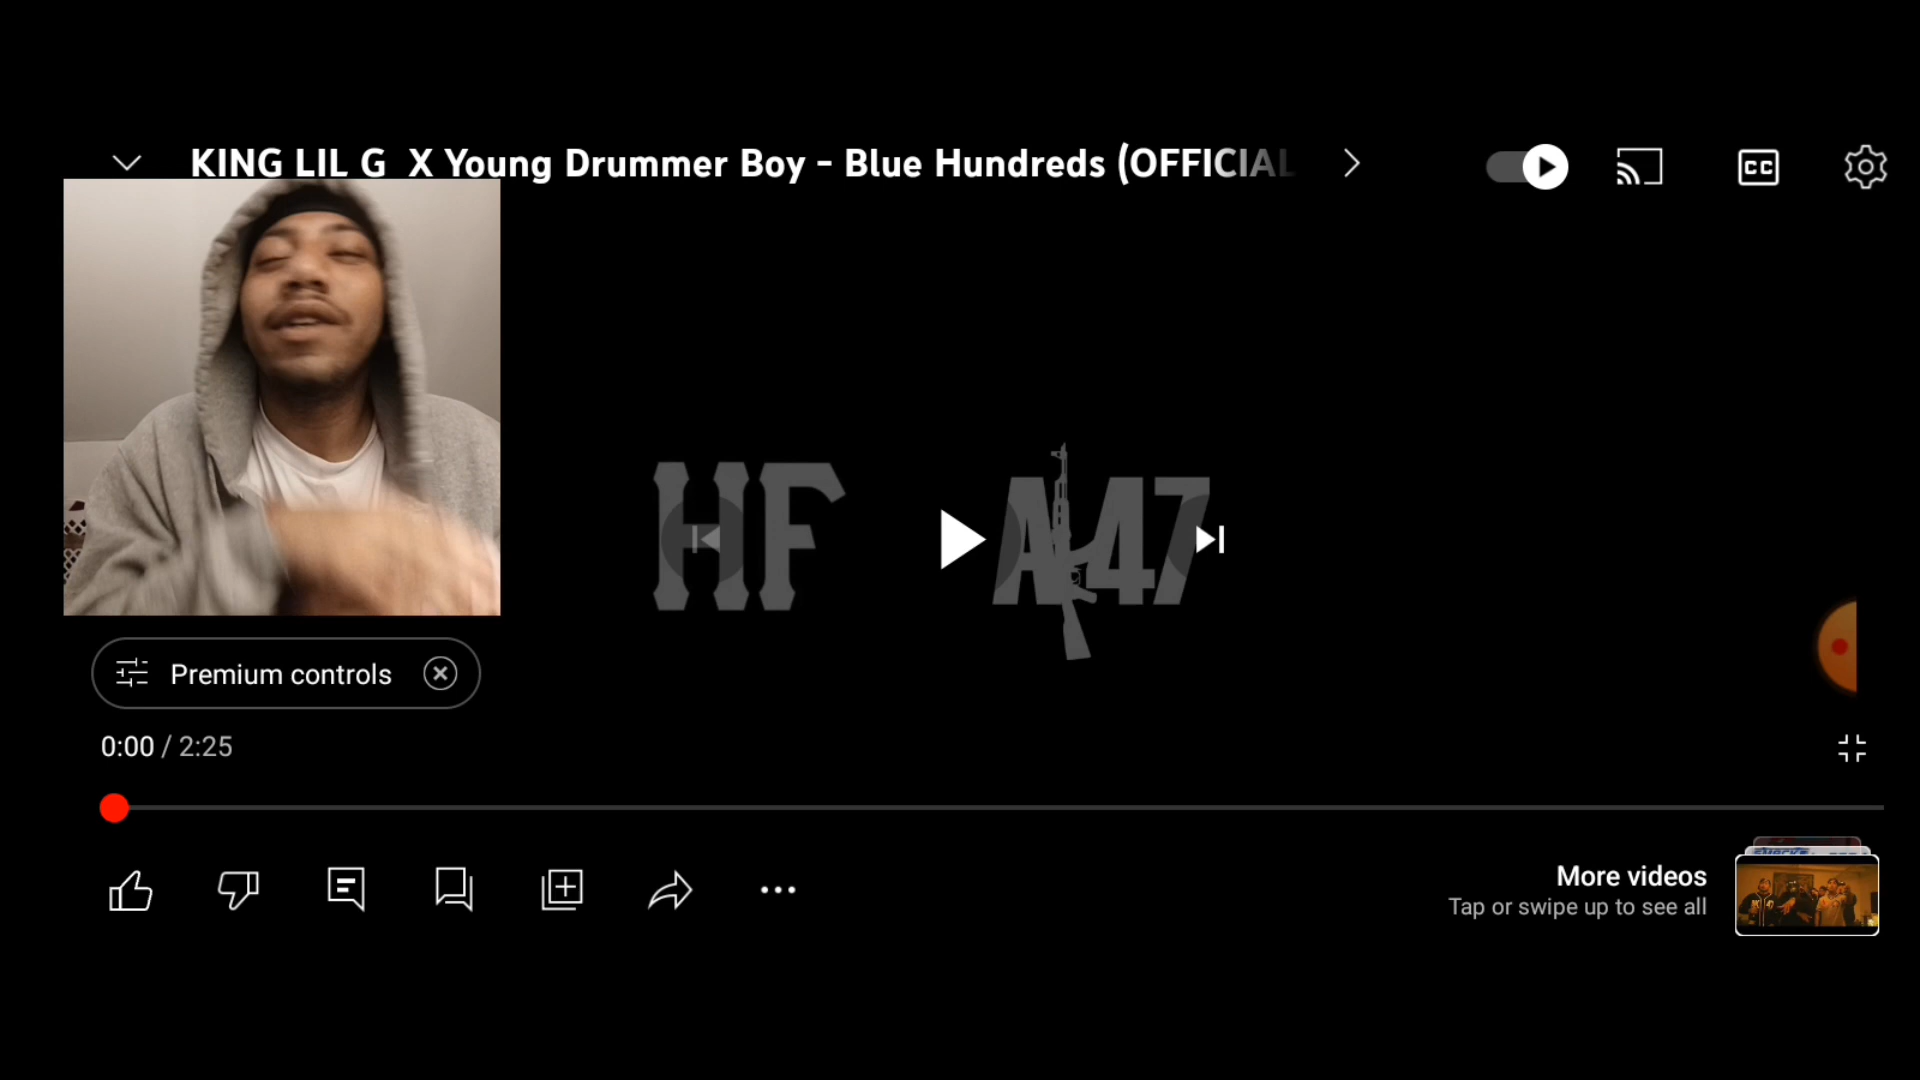 KING LIL G X Young Drummer Boy - Blue Hundreds (OFFICIAL
CC
HF A47
Premium controls
0:00 / 2:25
More videos
Tap or swipe up to see all